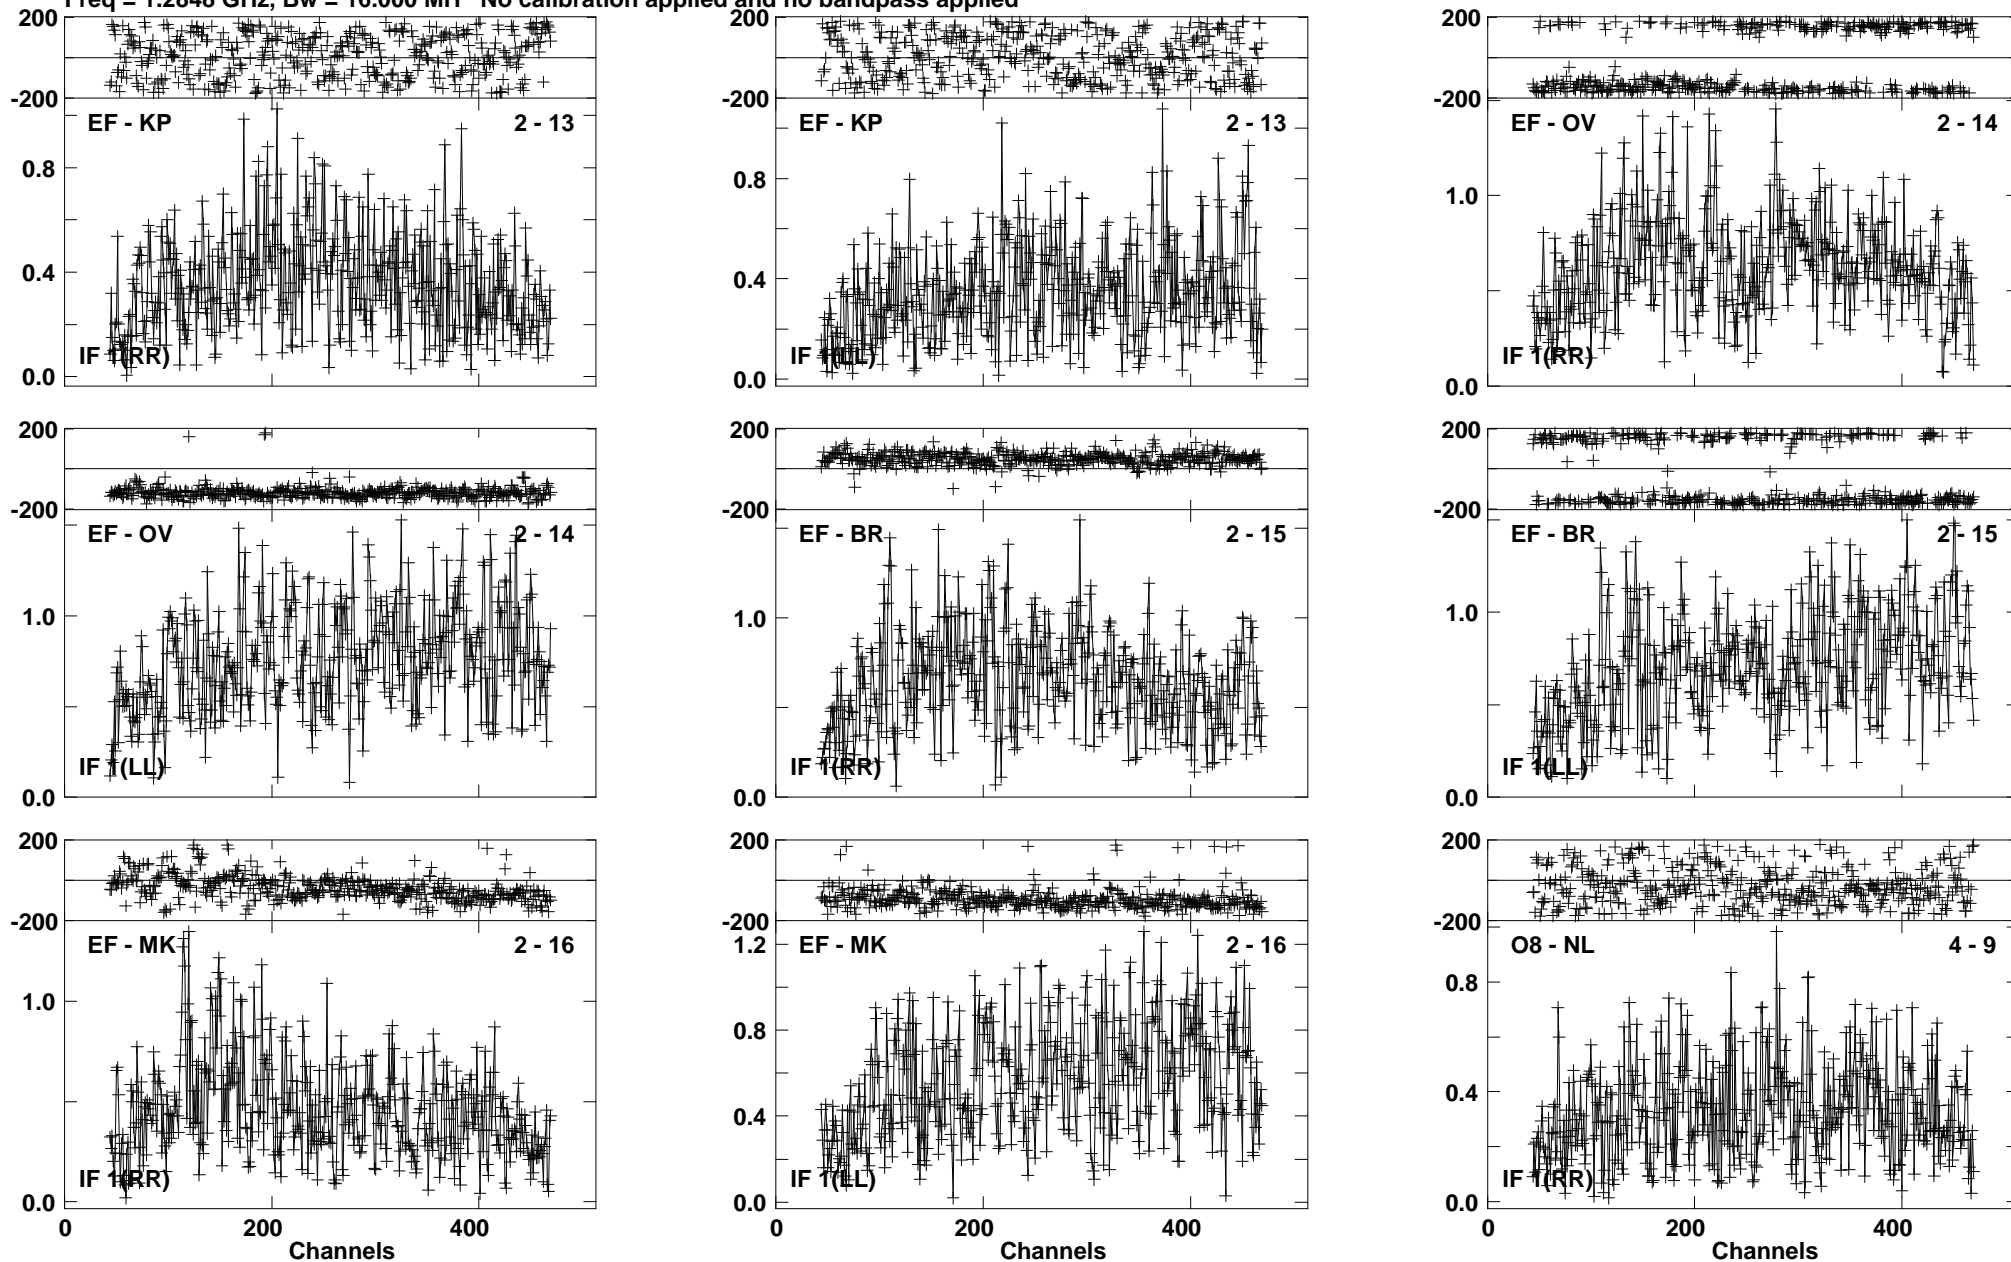 Freq = 1.2848 GHz, Bw = 16.000 MH No calibration applied and no bandpass applied
200
-200
EF - KP 2 - 13
0.8
0.4
IF 1(RR)
0.0
200
-200
EF - KP 2 - 13
0.8
0.4
IF 1(LL)
0.0
200
-200
EF - OV 2 - 14
1.0
IF 1(RR)
0.0
200
-200
EF - OV 2 - 14
1.0
IF 1(LL)
0.0
200
-200
EF - BR 2 - 15
1.0
IF 1(RR)
0.0
200
-200
EF - BR 2 - 15
1.0
IF 1(LL)
0.0
200
-200
EF - MK 2 - 16
1.0
IF 1(RR)
0.0
0 200 400
Channels
200
-200
EF - MK 2 - 16
1.2
0.8
0.4
IF 1(LL)
0.0
200
-200
O8 - NL 4 - 9
0.8
0.4
IF 1(RR)
0.0
0 200 400
Channels